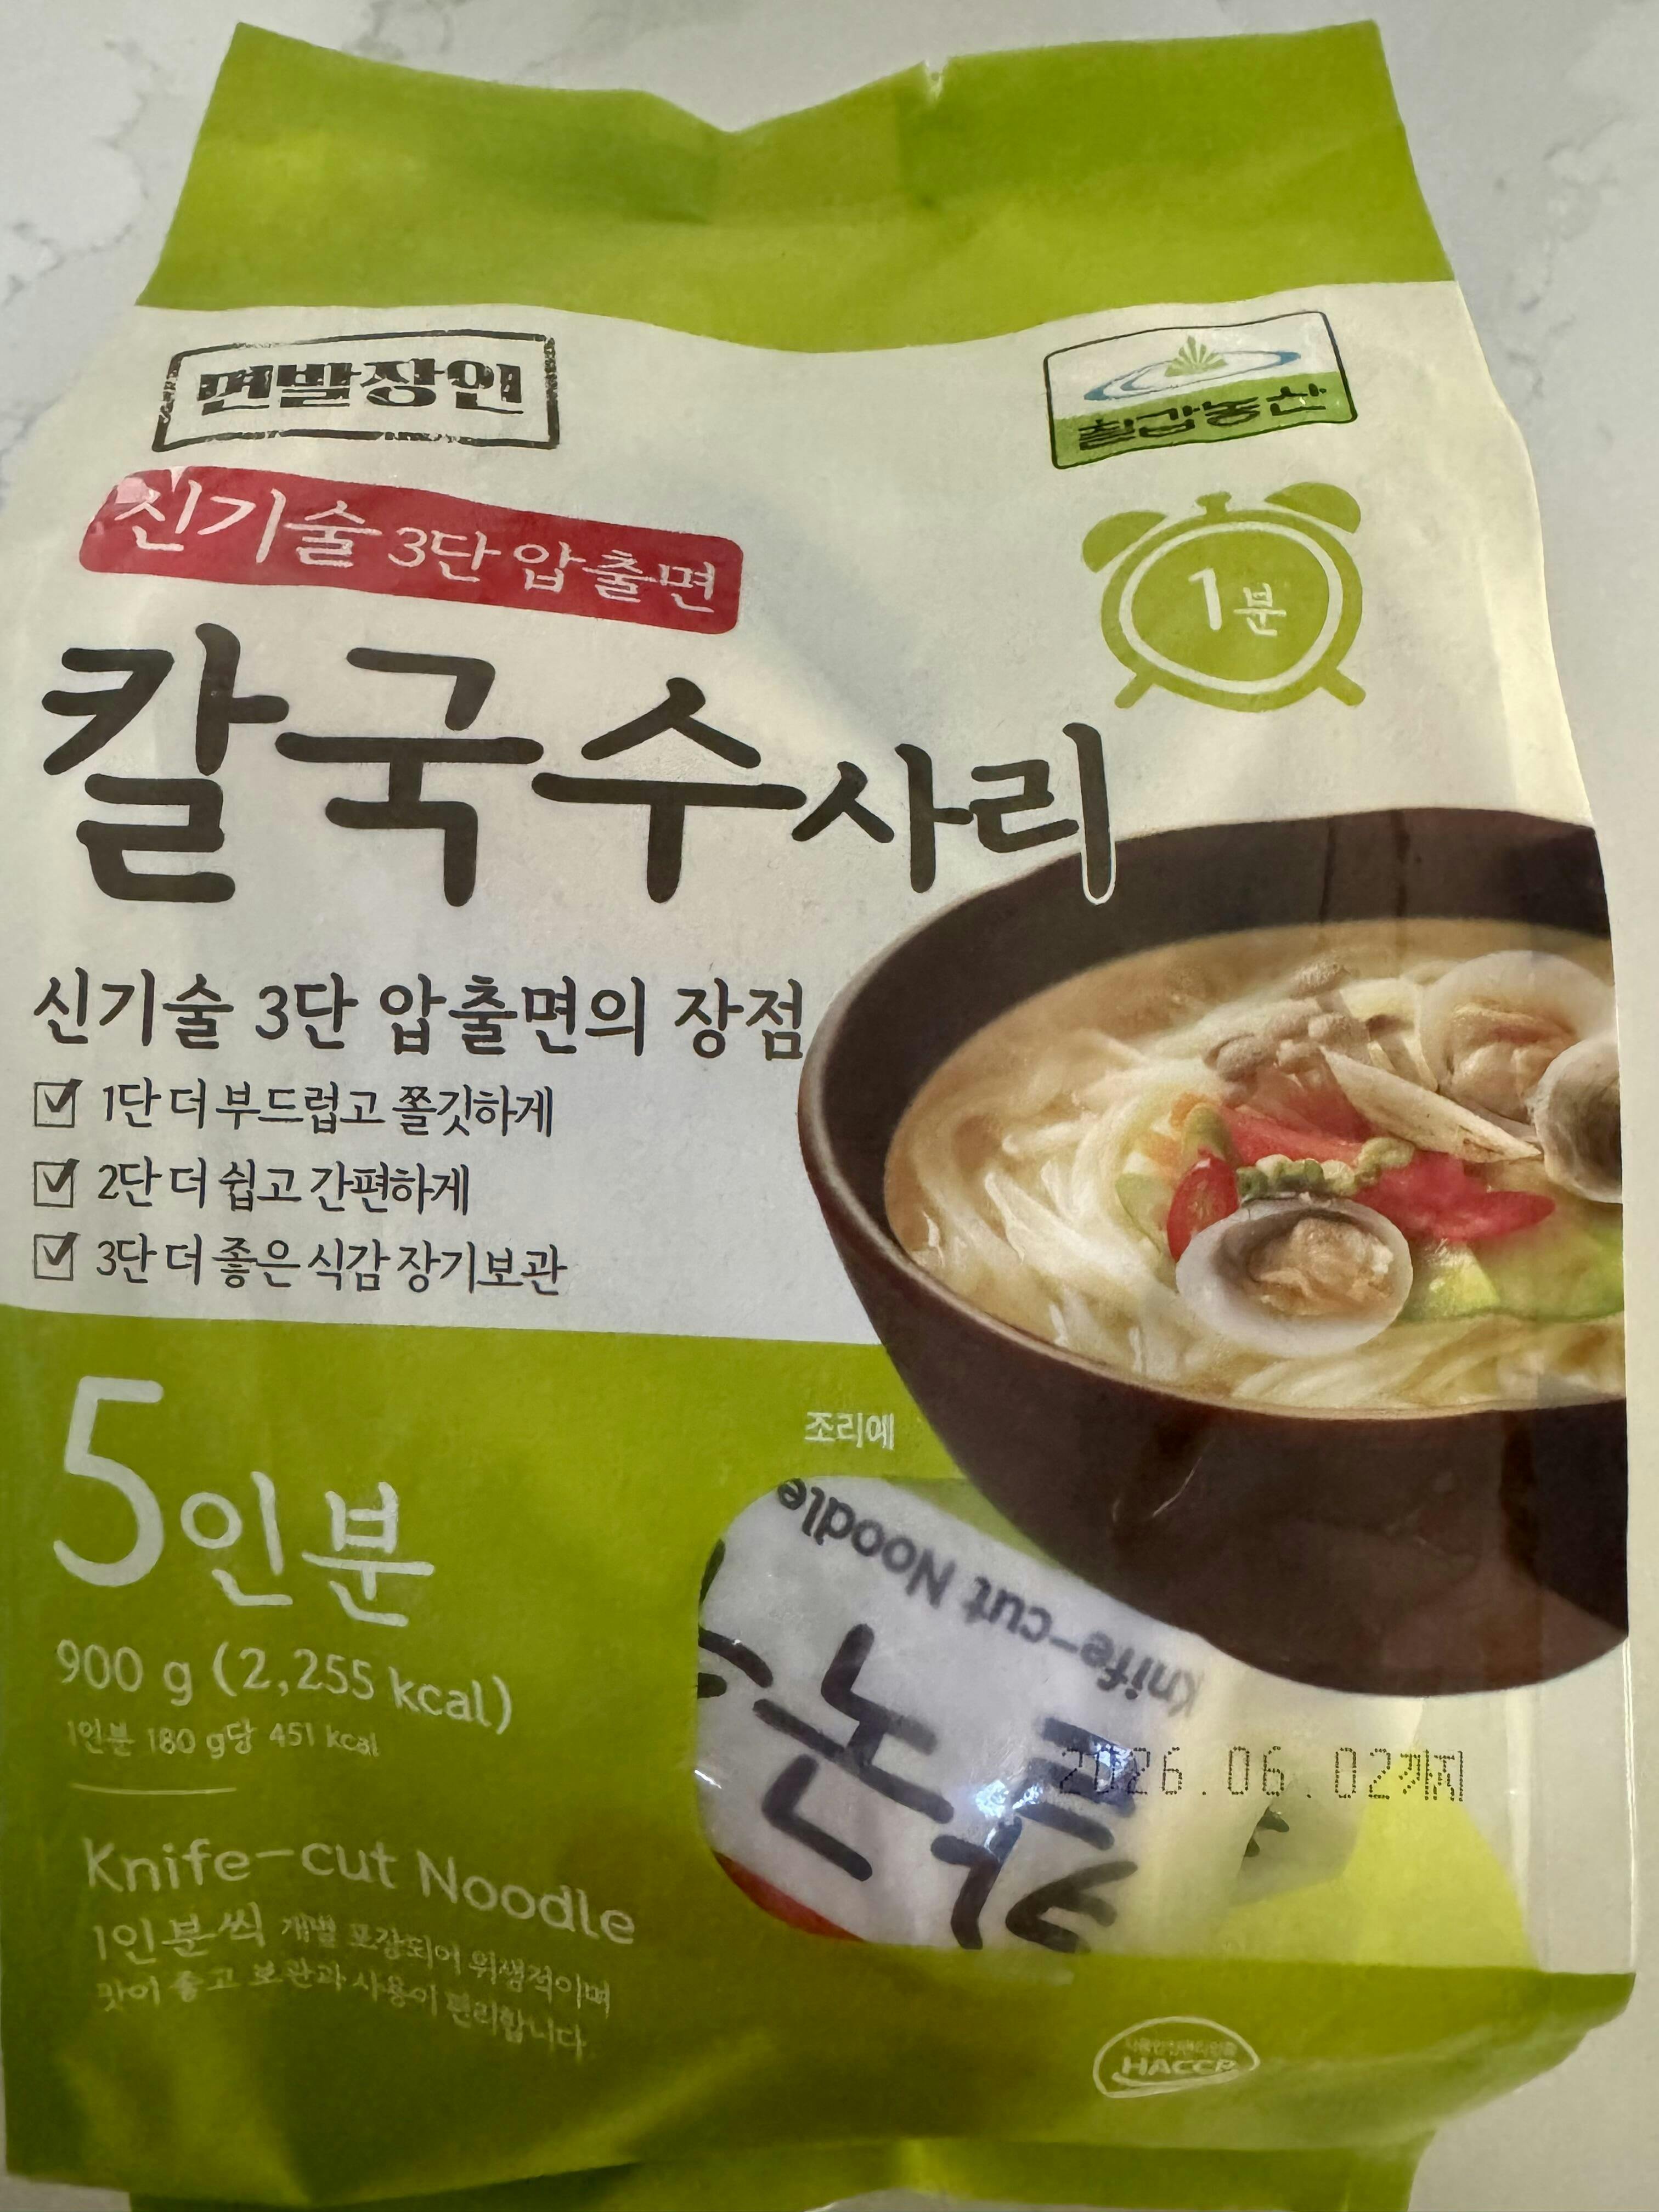 면발장인
칠갑농산
신기술 3단 압출면
1분
칼국수사리
신기술 3단 압출면의 장점
1단 더 부드럽고 쫄깃하게
2단 더 쉽고 간편하게
3단 더 좋은 식감 장기보관
조리예
5인분
900 g (2,255 kcal)
1인분 180 g당 451 kcal
Knife-cut Noodle
2026.06.02까지
Knife-cut Noodle
1인분씩 개별 포장되어 위생적이며
맛이 좋고 보관과 사용이 편리합니다
HACCP